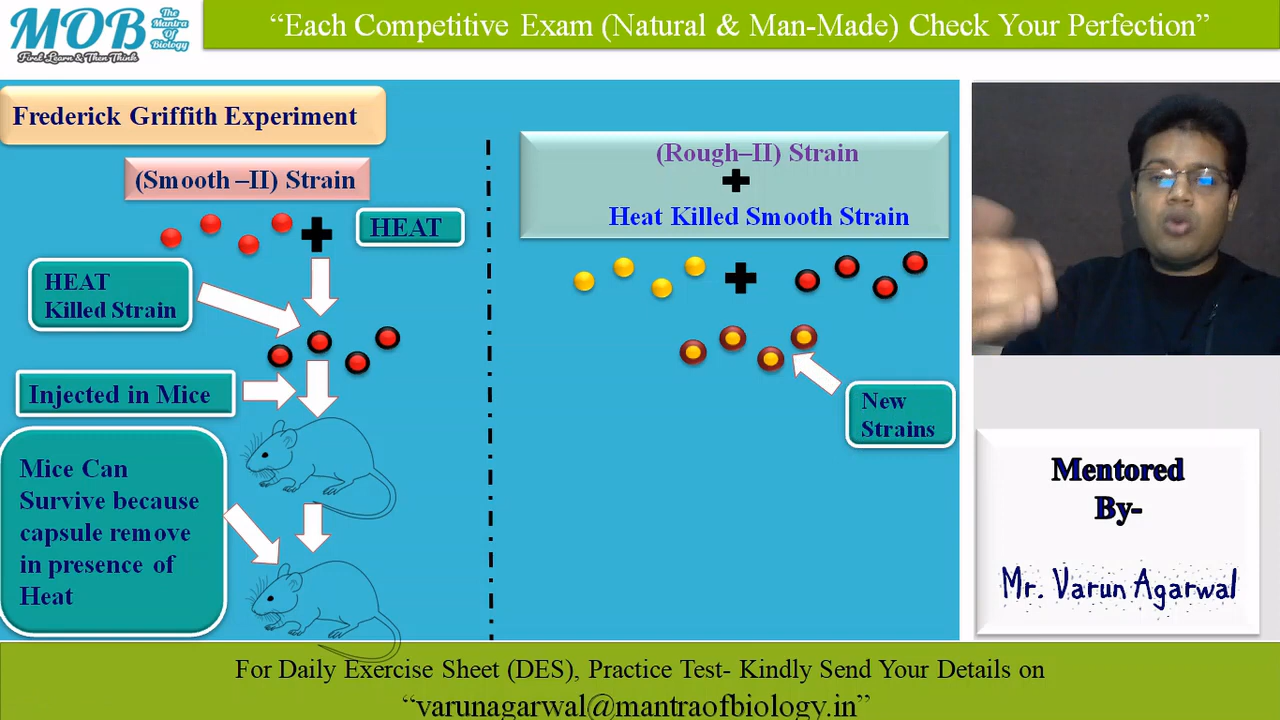 MOB
The
Mantra
Of
Biology
First Learn & Then Think
“Each Competitive Exam (Natural & Man-Made) Check Your Perfection”
Frederick Griffith Experiment
(Smooth –II) Strain
HEAT
HEAT
Killed Strain
Injected in Mice
Mice Can
Survive because
capsule remove
in presence of
Heat
(Rough–II) Strain
Heat Killed Smooth Strain
New
Strains
Mentored
By-
Mr. Varun Agarwal
For Daily Exercise Sheet (DES), Practice Test- Kindly Send Your Details on
“varunagarwal@mantraofbiology.in”